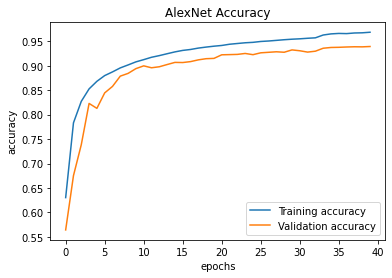 AlexNet Accuracy
accuracy
0.95
0.90
0.85
0.80
0.75
0.70
0.65
0.60
0.55
Training accuracy
Validation accuracy
0 5 10 15 20 25 30 35 40
epochs